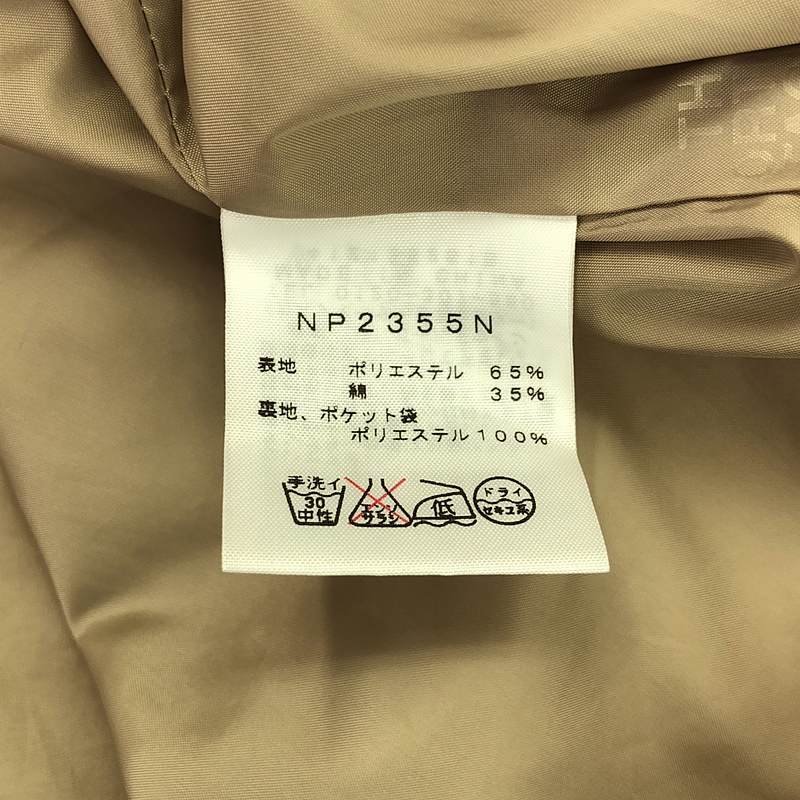 TH
NP2355N
表地 ポリエステル 65%
綿 35%
裏地、ポケット袋
ポリエステル100%
手洗イ
30
中性
エンソ
サラシ
低
ドライ
セキユ系